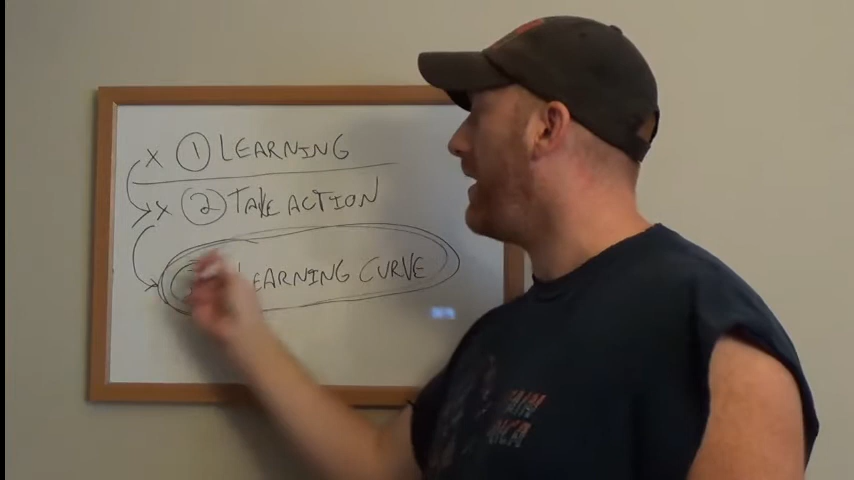 X ① LEARNING
X ② TAKE ACTION
LEARNING CURVE